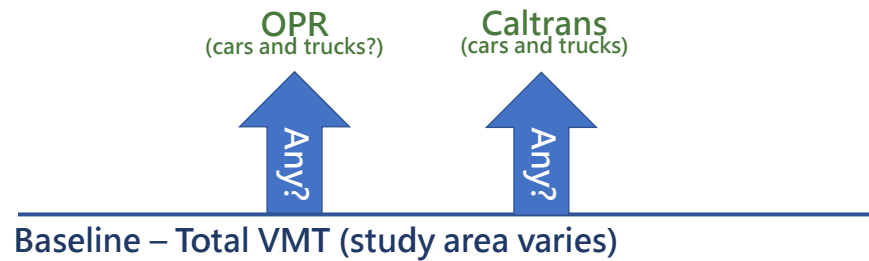 OPR
(cars and trucks?)
Caltrans
(cars and trucks)
Any?
Any?
Baseline – Total VMT (study area varies)